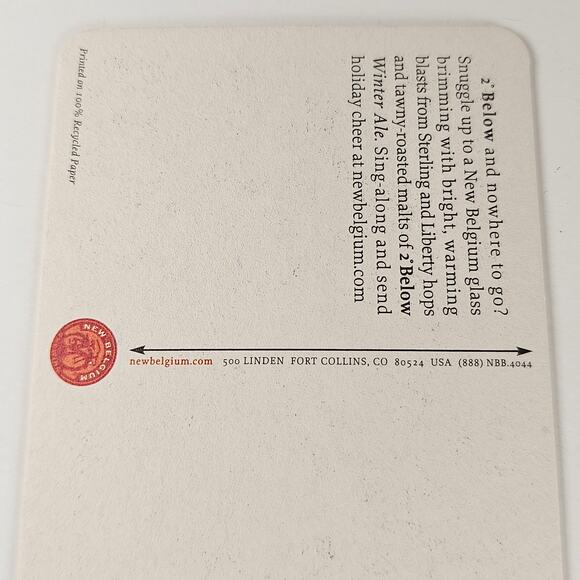 2° Below and nowhere to go?
Snuggle up to a New Belgium glass
brimming with bright, warming
blasts from Sterling and Liberty hops
and tawny-roasted malts of 2° Below
Winter Ale. Sing-along and send
holiday cheer at newbelgium.com
Printed on 100% Recycled Paper
NEW BELGIUM
newbelgium.com 500 LINDEN FORT COLLINS, CO 80524 USA (888) NBB.4044